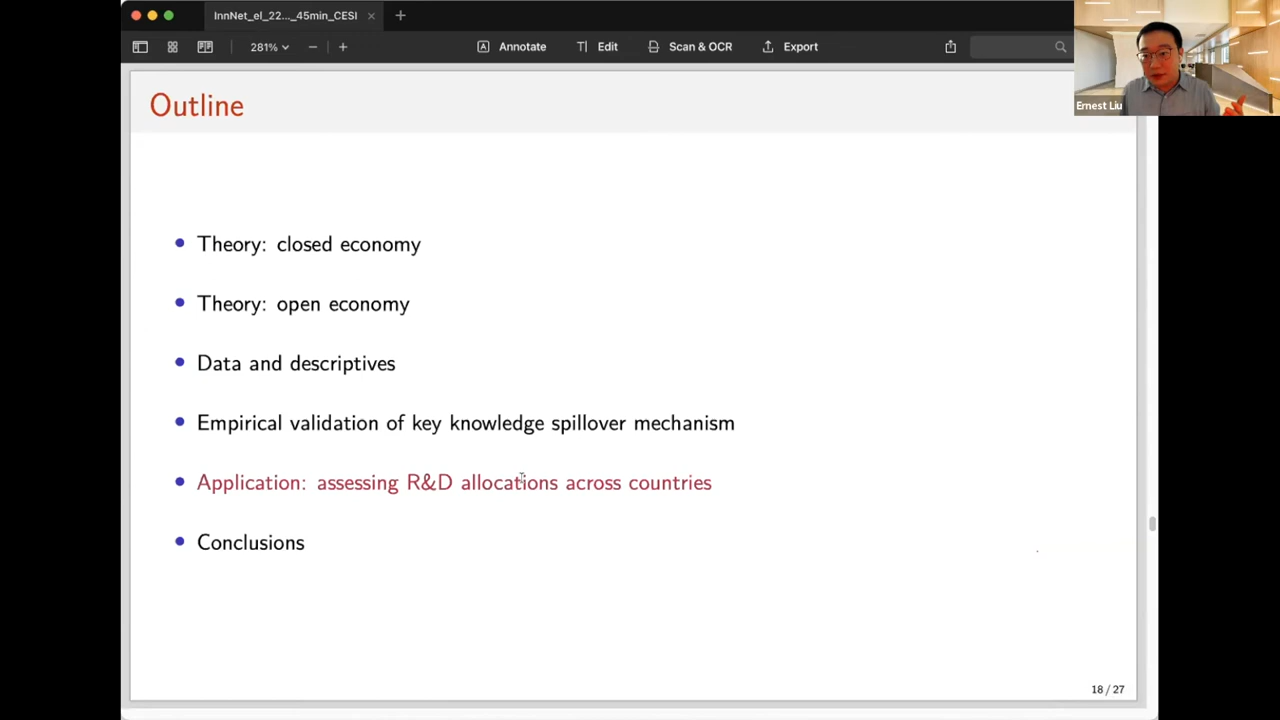 InnNet_el_22..._45min_CESI
281%
Annotate
Edit
Scan & OCR
Export
Ernest Liu
Outline
Theory: closed economy
Theory: open economy
Data and descriptives
Empirical validation of key knowledge spillover mechanism
Application: assessing R&D allocations across countries
Conclusions
18 / 27